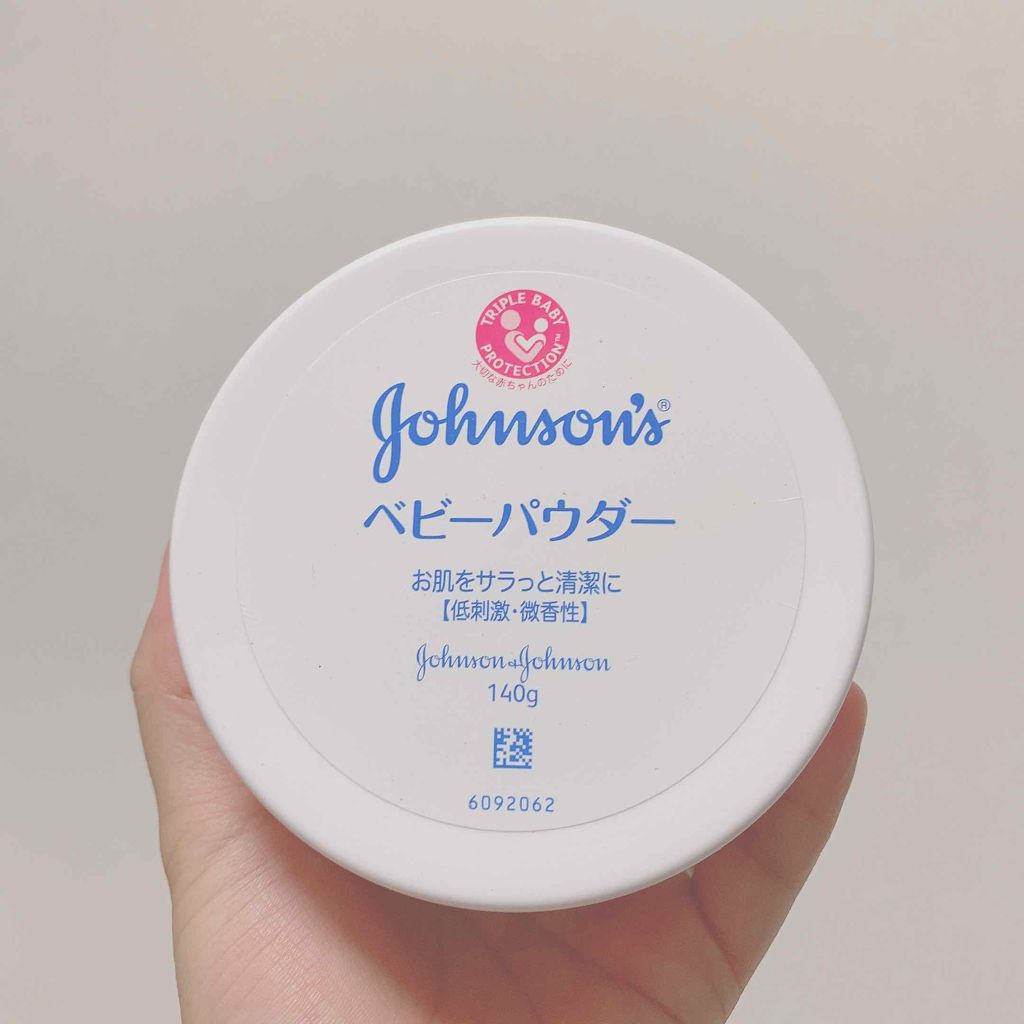 TRIPLE BABY
PROTECTION™
大切な赤ちゃんのために
Johnson's®
ベビーパウダー
お肌をサラっと清潔に
【低刺激・微香性】
Johnson & Johnson
140g
6092062